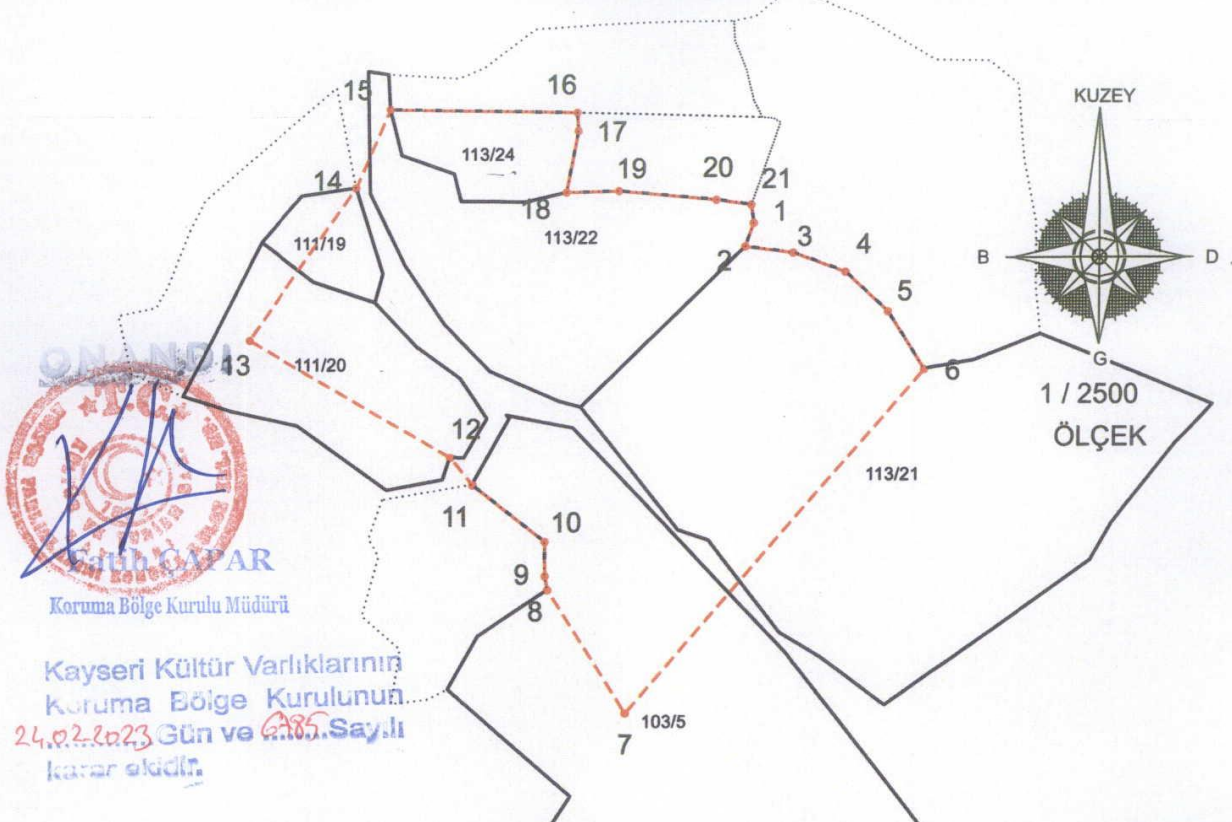 15
16
KUZEY
17
113/24
14
19
20
21
18
1
113/22
3
4
111/19
2
B
D
5
ONANDI
13
111/20
G
6
1 / 2500
ÖLÇEK
T.C.
12
113/21
11
10
9
Fatih ÇAPAR
8
Koruma Bölge Kurulu Müdürü
Kayseri Kültür Varlıklarının
Koruma Bölge Kurulunun
24.02.2023 Gün ve 6785 Sayılı
karar ekidir.
103/5
7